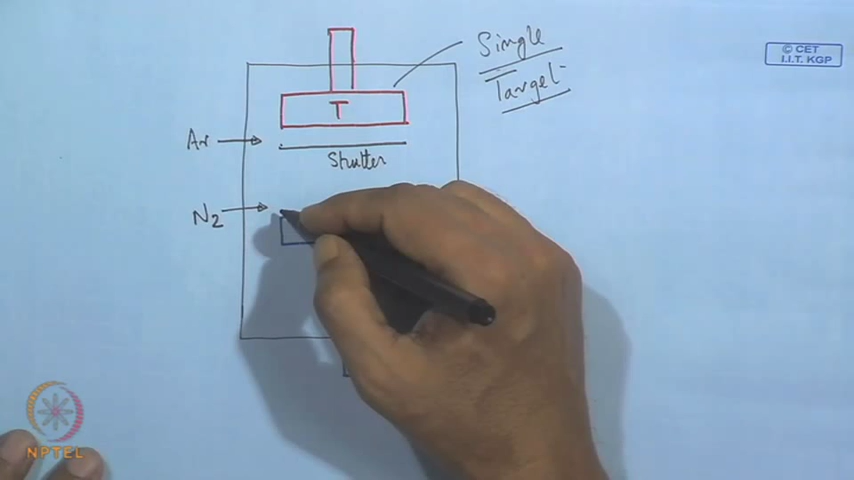 Single
Target
© CET
I.I.T. KGP
T
Ar
Shutter
N2
NPTEL